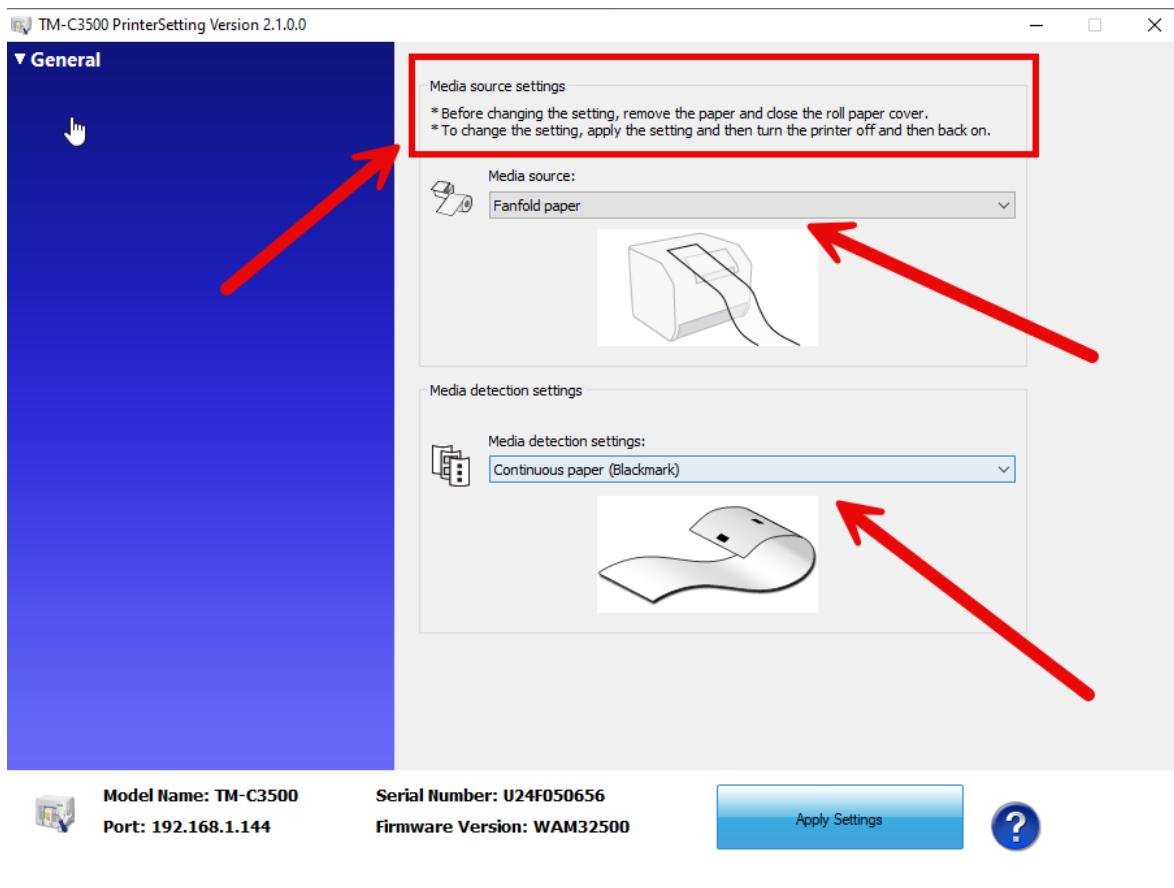 TM-C3500 PrinterSetting Version 2.1.0.0
General
Media source settings
* Before changing the setting, remove the paper and close the roll paper cover.
* To change the setting, apply the setting and then turn the printer off and then back on.
Media source:
Fanfold paper
Media detection settings
Media detection settings:
Continuous paper (Blackmark)
Model Name: TM-C3500
Serial Number: U24F050656
Port: 192.168.1.144
Firmware Version: WAM32500
Apply Settings
?